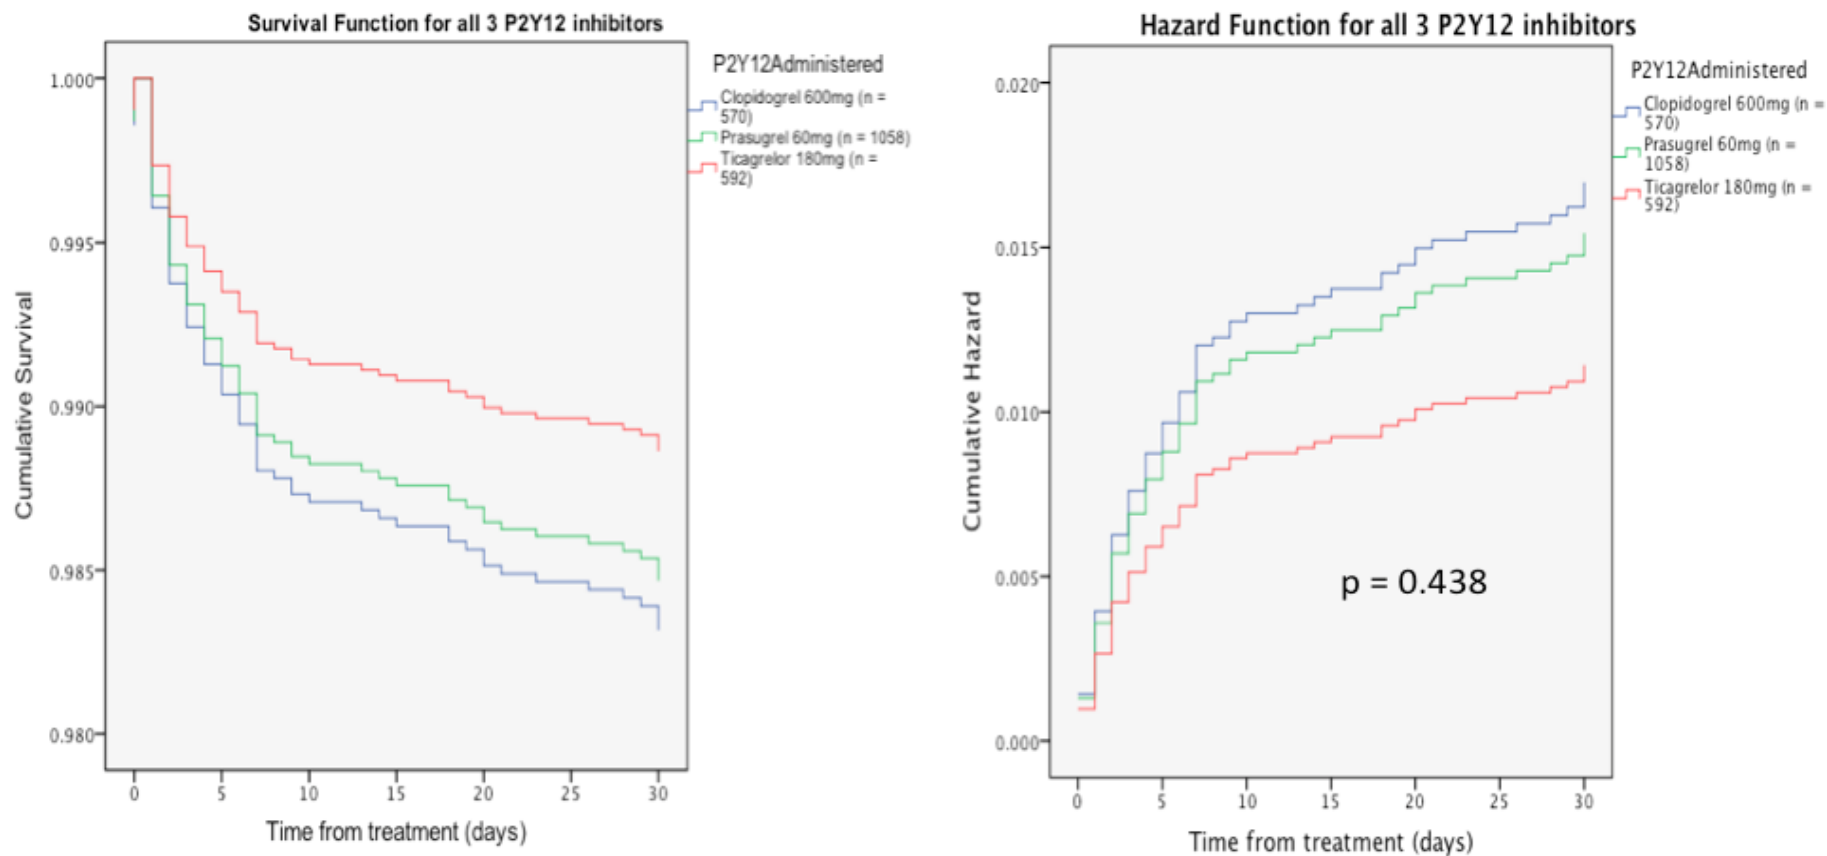 Survival Function for all 3 P2Y12 inhibitors
P2Y12Administered
Clopidogrel 600mg (n =
570)
Prasugrel 60mg (n = 1058)
Ticagrelor 180mg (n =
592)
Cumulative Survival
1.000
0.995
0.990
0.985
0.980
0 5 10 15 20 25 30
Time from treatment (days)
Hazard Function for all 3 P2Y12 inhibitors
P2Y12Administered
Clopidogrel 600mg (n =
570)
Prasugrel 60mg (n =
1058)
Ticagrelor 180mg (n =
592)
Cumulative Hazard
0.020
0.015
0.010
0.005
0.000
p = 0.438
0 5 10 15 20 25 30
Time from treatment (days)